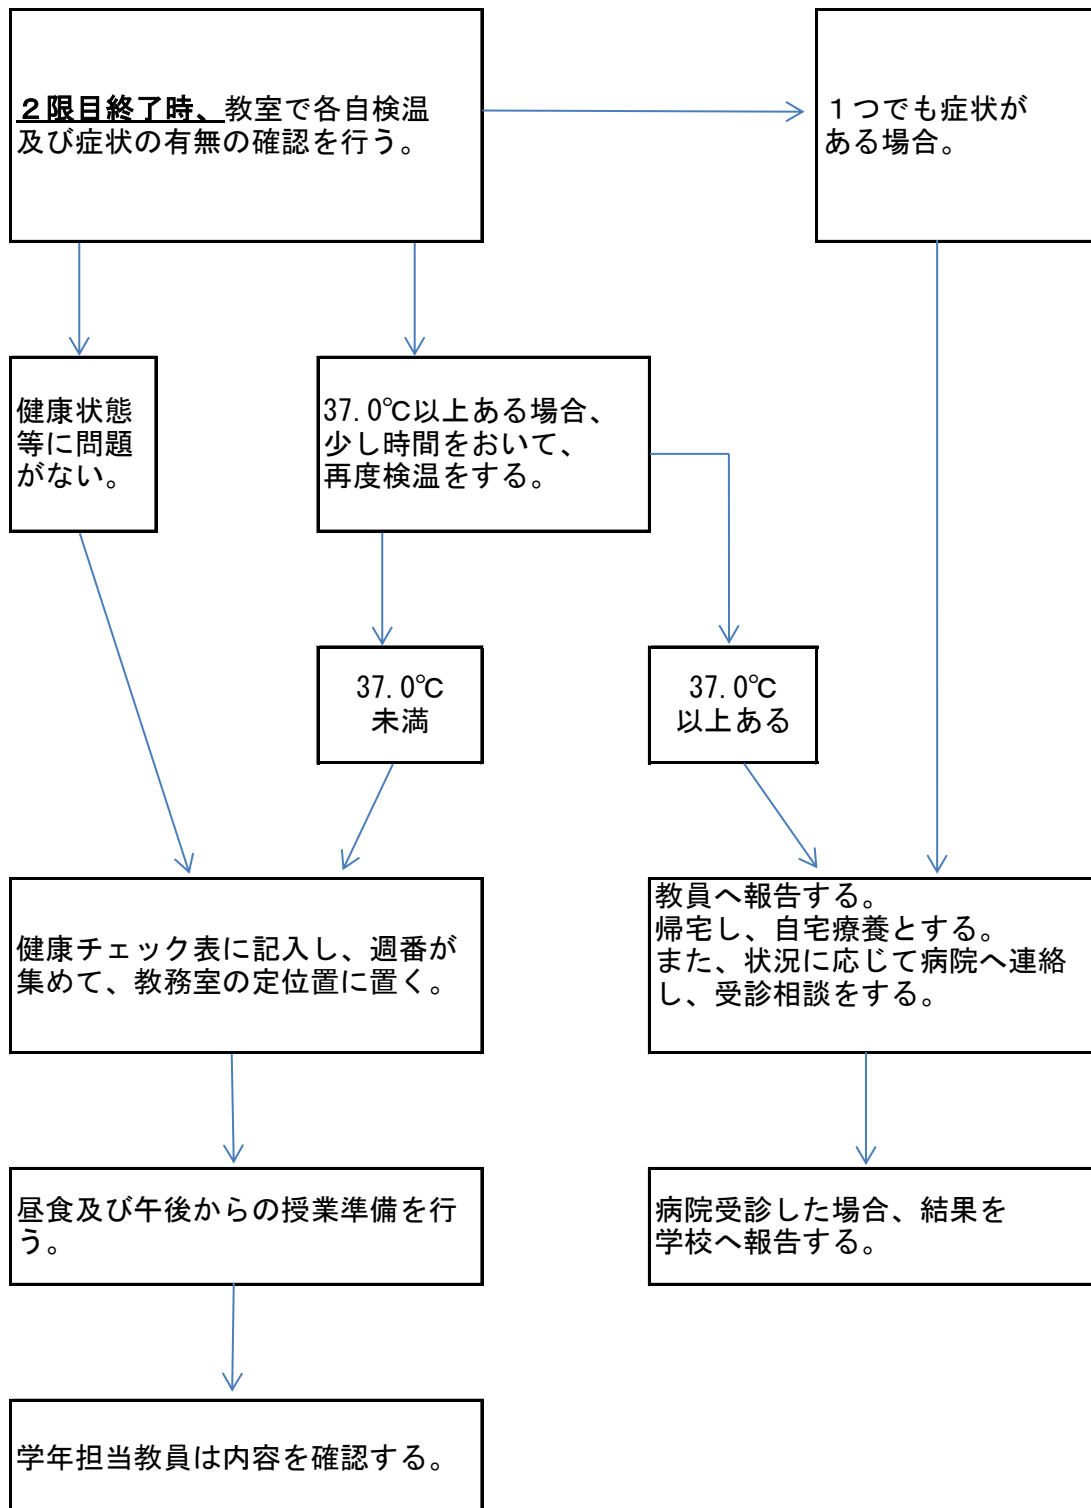 ２限目終了時、教室で各自検温
及び症状の有無の確認を行う。
１つでも症状が
ある場合。
健康状態
等に問題
がない。
37.0℃以上ある場合、
少し時間をおいて、
再度検温をする。
37.0℃
未満
37.0℃
以上ある
健康チェック表に記入し、週番が
集めて、教務室の定位置に置く。
教員へ報告する。
帰宅し、自宅療養とする。
また、状況に応じて病院へ連絡
し、受診相談をする。
昼食及び午後からの授業準備を行
う。
病院受診した場合、結果を
学校へ報告する。
学年担当教員は内容を確認する。